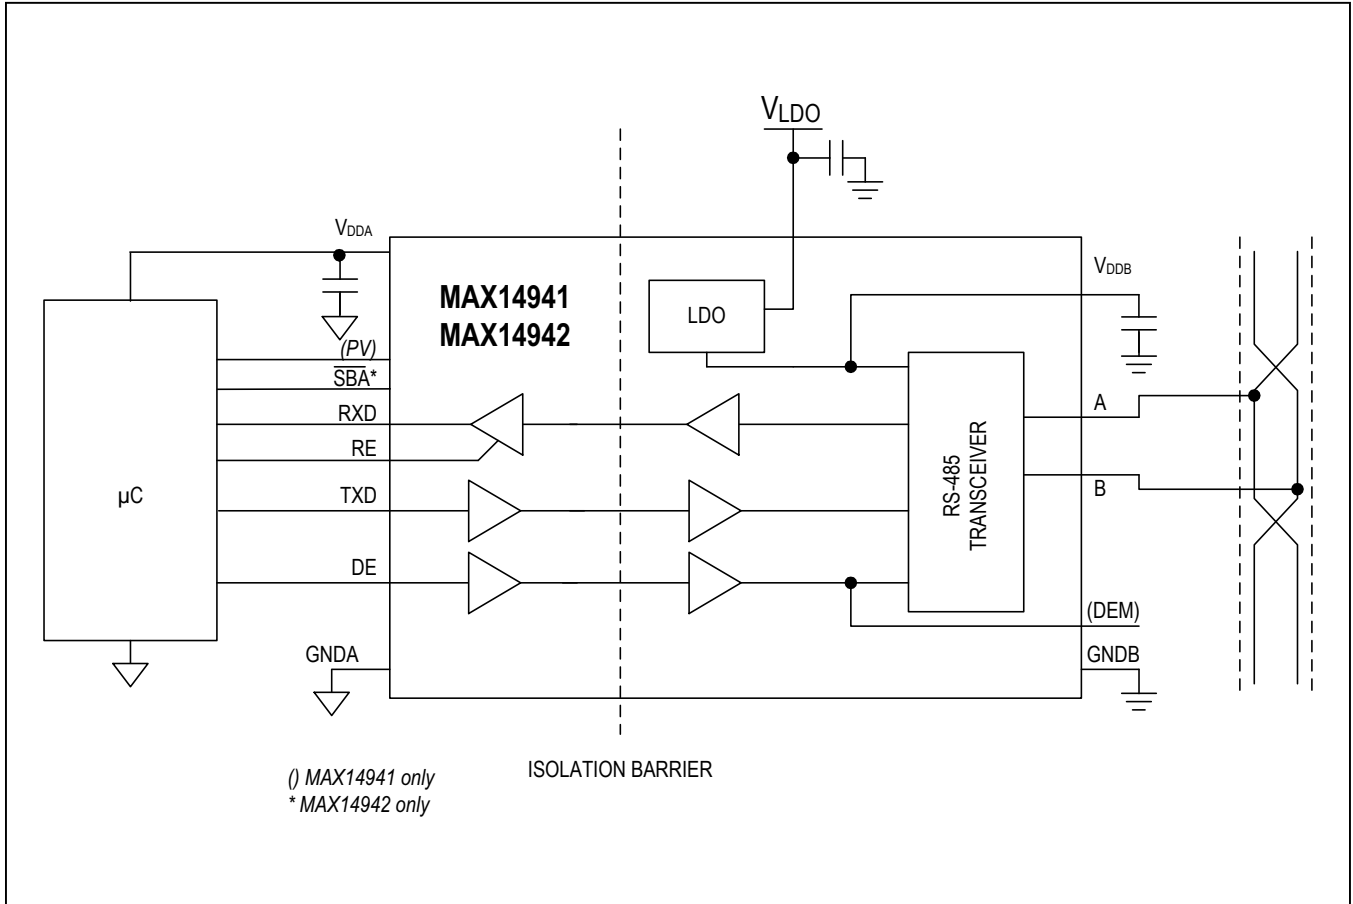 VLDO
VDDA
VDDB
MAX14941
MAX14942
LDO
(PV)
SBA*
RXD
RE
TXD
DE
µC
RS-485
TRANSCEIVER
A
B
(DEM)
GNDA
GNDB
ISOLATION BARRIER
() MAX14941 only
* MAX14942 only